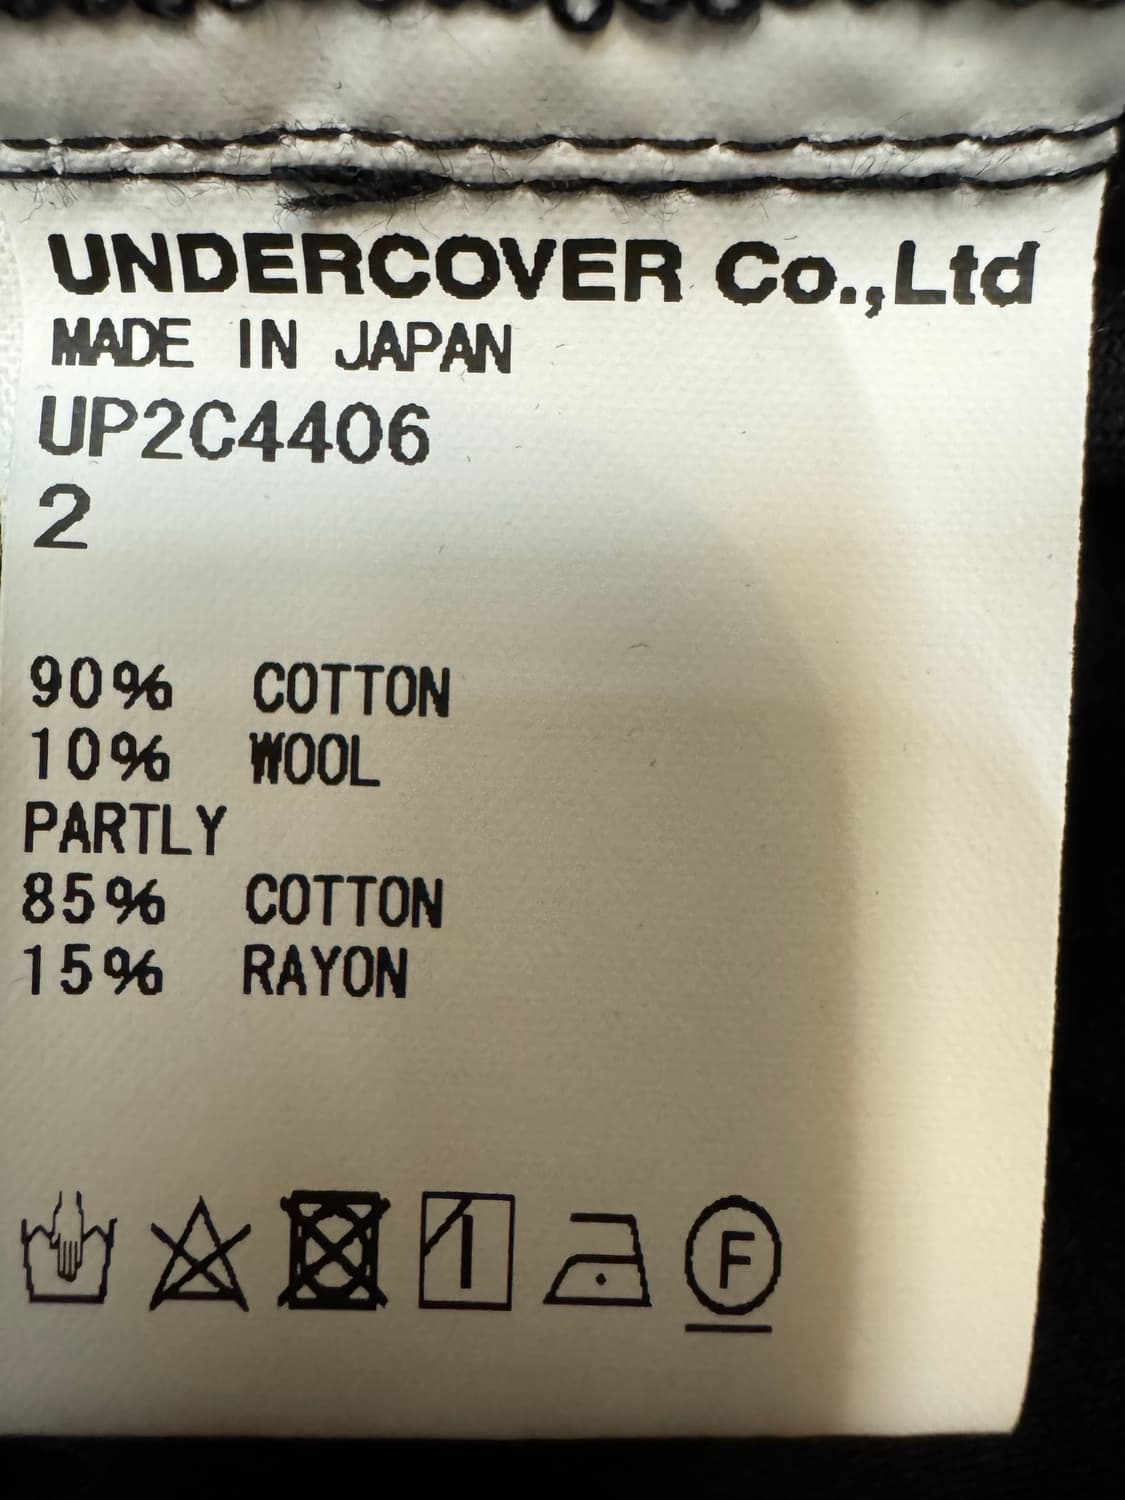 UNDERCOVER Co.,Ltd
MADE IN JAPAN
UP2C4406
2
90% COTTON
10% WOOL
PARTLY
85% COTTON
15% RAYON
F